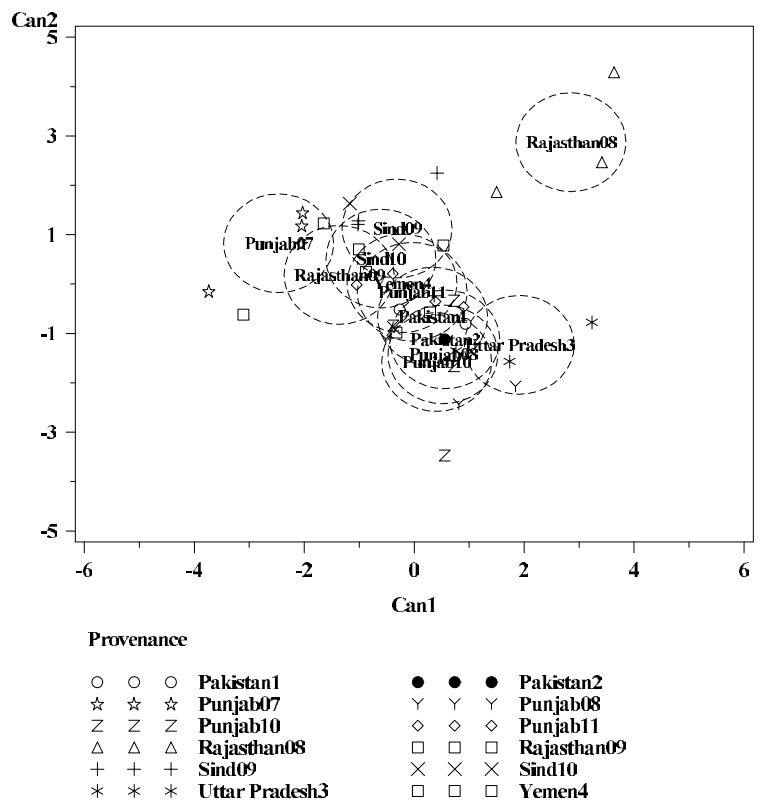 Can2
5
3
Rajasthan08
1
Sind09
Punjab07
Sind10
Rajasthan09
Yemen4
Punjab11
-1
Pakistan1
Pakistan2
Uttar Pradesh3
Punjab08
Punjab10
-3
-5
-6 -4 -2 0 2 4 6
Can1
Provenance
Pakistan1 Pakistan2
Punjab07 Punjab08
Punjab10 Punjab11
Rajasthan08 Rajasthan09
Sind09 Sind10
Uttar Pradesh3 Yemen4